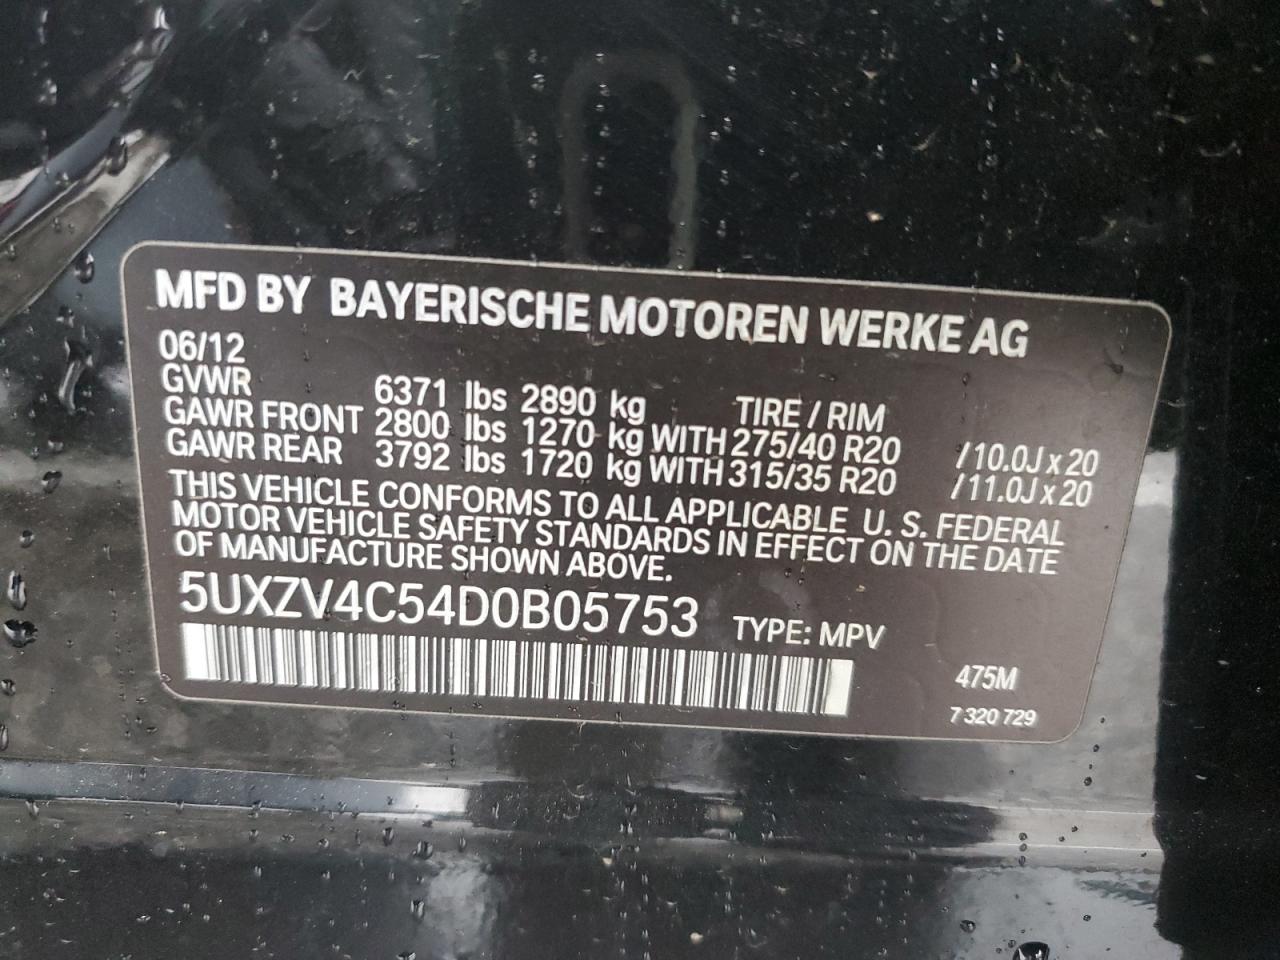 MFD BY BAYERISCHE MOTOREN WERKE AG
06/12
GVWR 6371 lbs 2890 kg TIRE / RIM
GAWR FRONT 2800 lbs 1270 kg WITH 275/40 R20 / 10.0J x 20
GAWR REAR 3792 lbs 1720 kg WITH 315/35 R20 / 11.0J x 20
THIS VEHICLE CONFORMS TO ALL APPLICABLE U. S. FEDERAL
MOTOR VEHICLE SAFETY STANDARDS IN EFFECT ON THE DATE
OF MANUFACTURE SHOWN ABOVE.
5UXZV4C54D0B05753 TYPE: MPV
475M
7 320 729